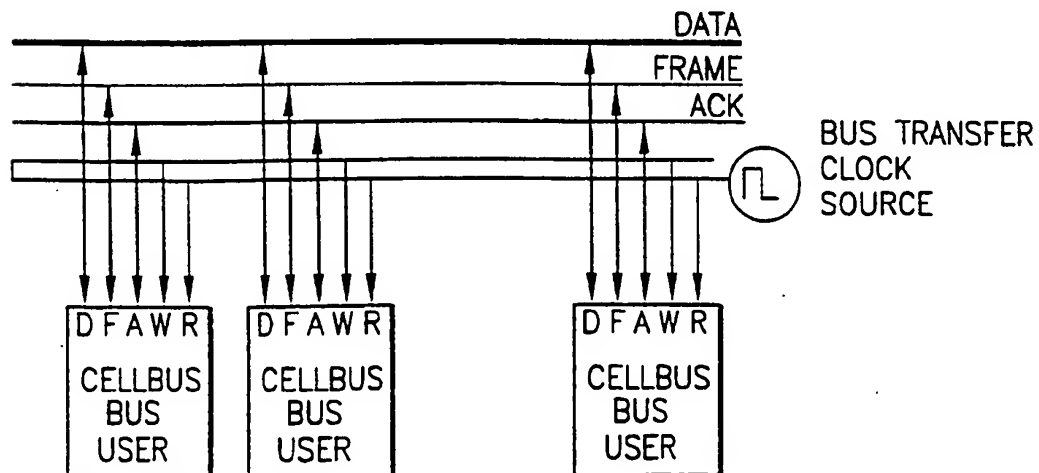 DATA
FRAME
ACK
BUS TRANSFER
CLOCK
SOURCE
D F A W R
CELLBUS
BUS
USER
D F A W R
CELLBUS
BUS
USER
D F A W R
CELLBUS
BUS
USER